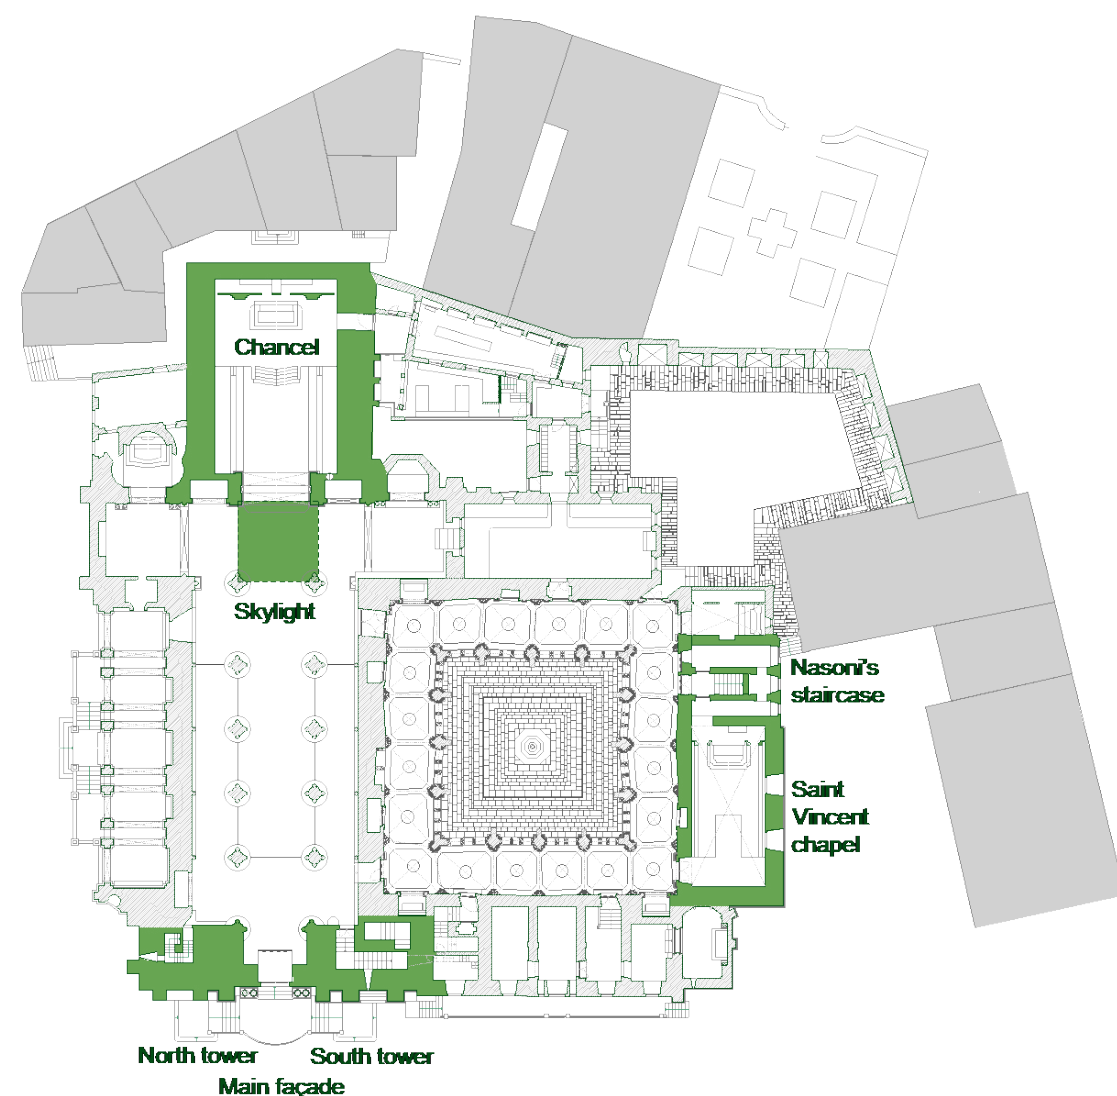 Chancel
Skylight
Nasoni's
staircase
Saint
Vincent
chapel
North tower
South tower
Main façade